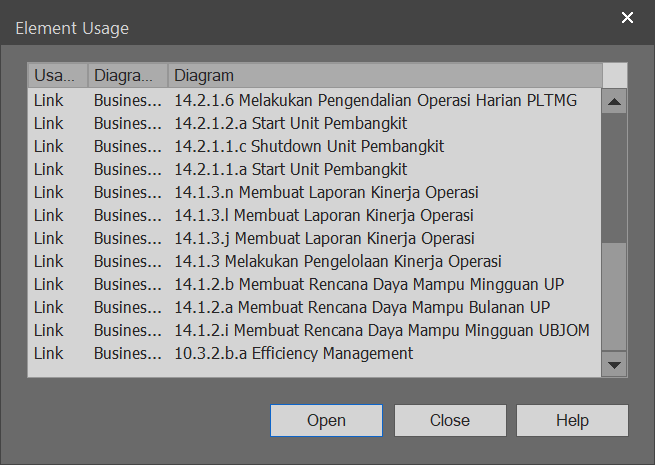 Element Usage
Usa... Diagra... Diagram
Link Busines... 14.2.1.6 Melakukan Pengendalian Operasi Harian PLTMG
Link Busines... 14.2.1.2.a Start Unit Pembangkit
Link Busines... 14.2.1.1.c Shutdown Unit Pembangkit
Link Busines... 14.2.1.1.a Start Unit Pembangkit
Link Busines... 14.1.3.n Membuat Laporan Kinerja Operasi
Link Busines... 14.1.3.l Membuat Laporan Kinerja Operasi
Link Busines... 14.1.3.j Membuat Laporan Kinerja Operasi
Link Busines... 14.1.3 Melakukan Pengelolaan Kinerja Operasi
Link Busines... 14.1.2.b Membuat Rencana Daya Mampu Mingguan UP
Link Busines... 14.1.2.a Membuat Rencana Daya Mampu Bulanan UP
Link Busines... 14.1.2.i Membuat Rencana Daya Mampu Mingguan UBJOM
Link Busines... 10.3.2.b.a Efficiency Management
Open Close Help